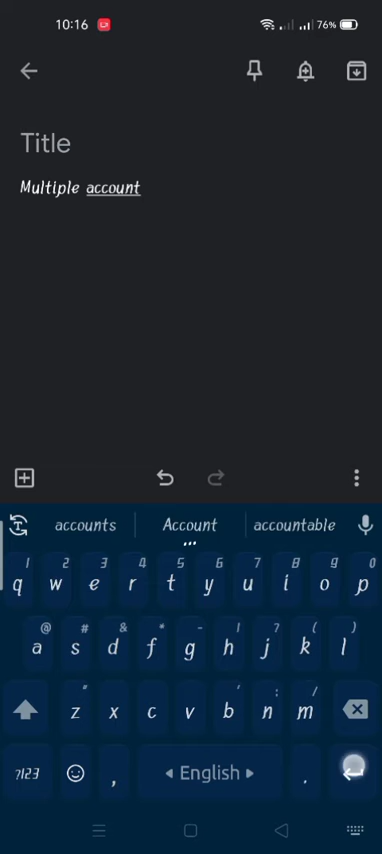 10:16 76%
Title
Multiple account
accounts Account accountable
1 2 3 4 5 6 7 8 9 0
q w e r t y u i o p
@ # & * - ! ? ( )
a s d f g h j k l
" ' : /
z x c v b n m
?123 , English .